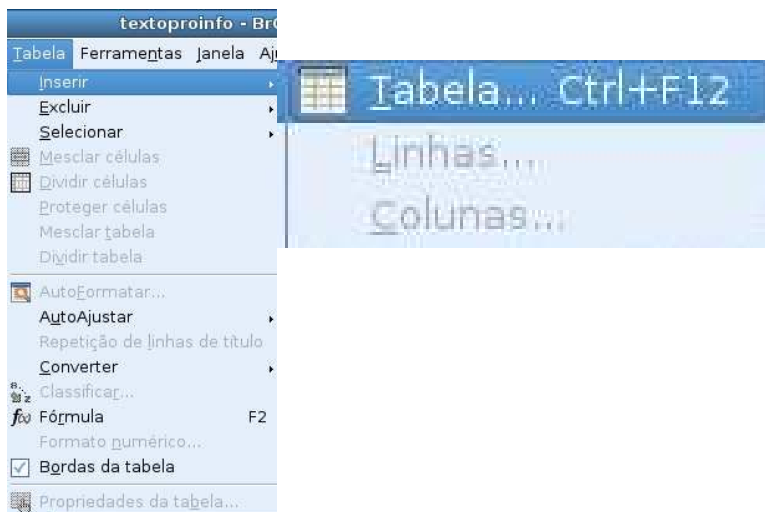 textoproinfo - BrO
Tabela Ferramentas Janela Aj
Inserir
Tabela... Ctrl+F12
Linhas...
Colunas...
Excluir
Selecionar
Mesclar células
Dividir células
Proteger células
Mesclar tabela
Dividir tabela
AutoFormatar...
AutoAjustar
Repetição de linhas de título
Converter
Classificar...
Fórmula F2
Formato numérico...
Bordas da tabela
Propriedades da tabela...